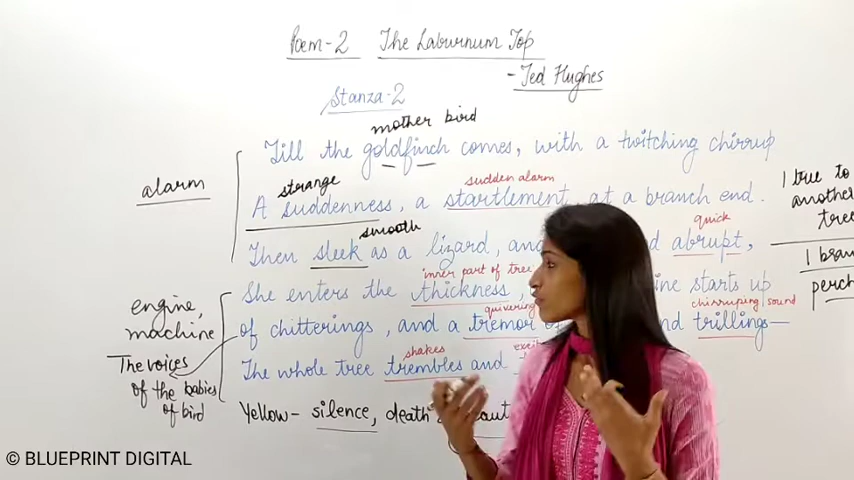 Poem-2 The Laburnum Top
- Ted Hughes
Stanza-2
mother bird
Till the goldfinch comes, with a twitching chirrup
strange sudden alarm
A suddenness, a startlement, at a branch end.
smooth quick
Then sleek as a lizard, and abrupt,
inner part of tree
She enters the thickness, starts up
quivering chirruping sound
of chitterings, and a tremor of and trillings—
shakes
The whole tree trembles and
Yellow- silence, death
alarm
engine,
machine
The voices
of the babies
of bird
1 tree to
another
tree
1 bran
perch
© BLUEPRINT DIGITAL